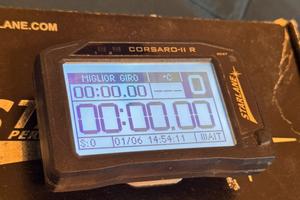 LANE.COM
CORSARO-II R
MIGLIOR GIRO
°C
0
00:00.00
---
00:00.00
STARLANE
S:0
01/06 14:54:11
WAIT
PER